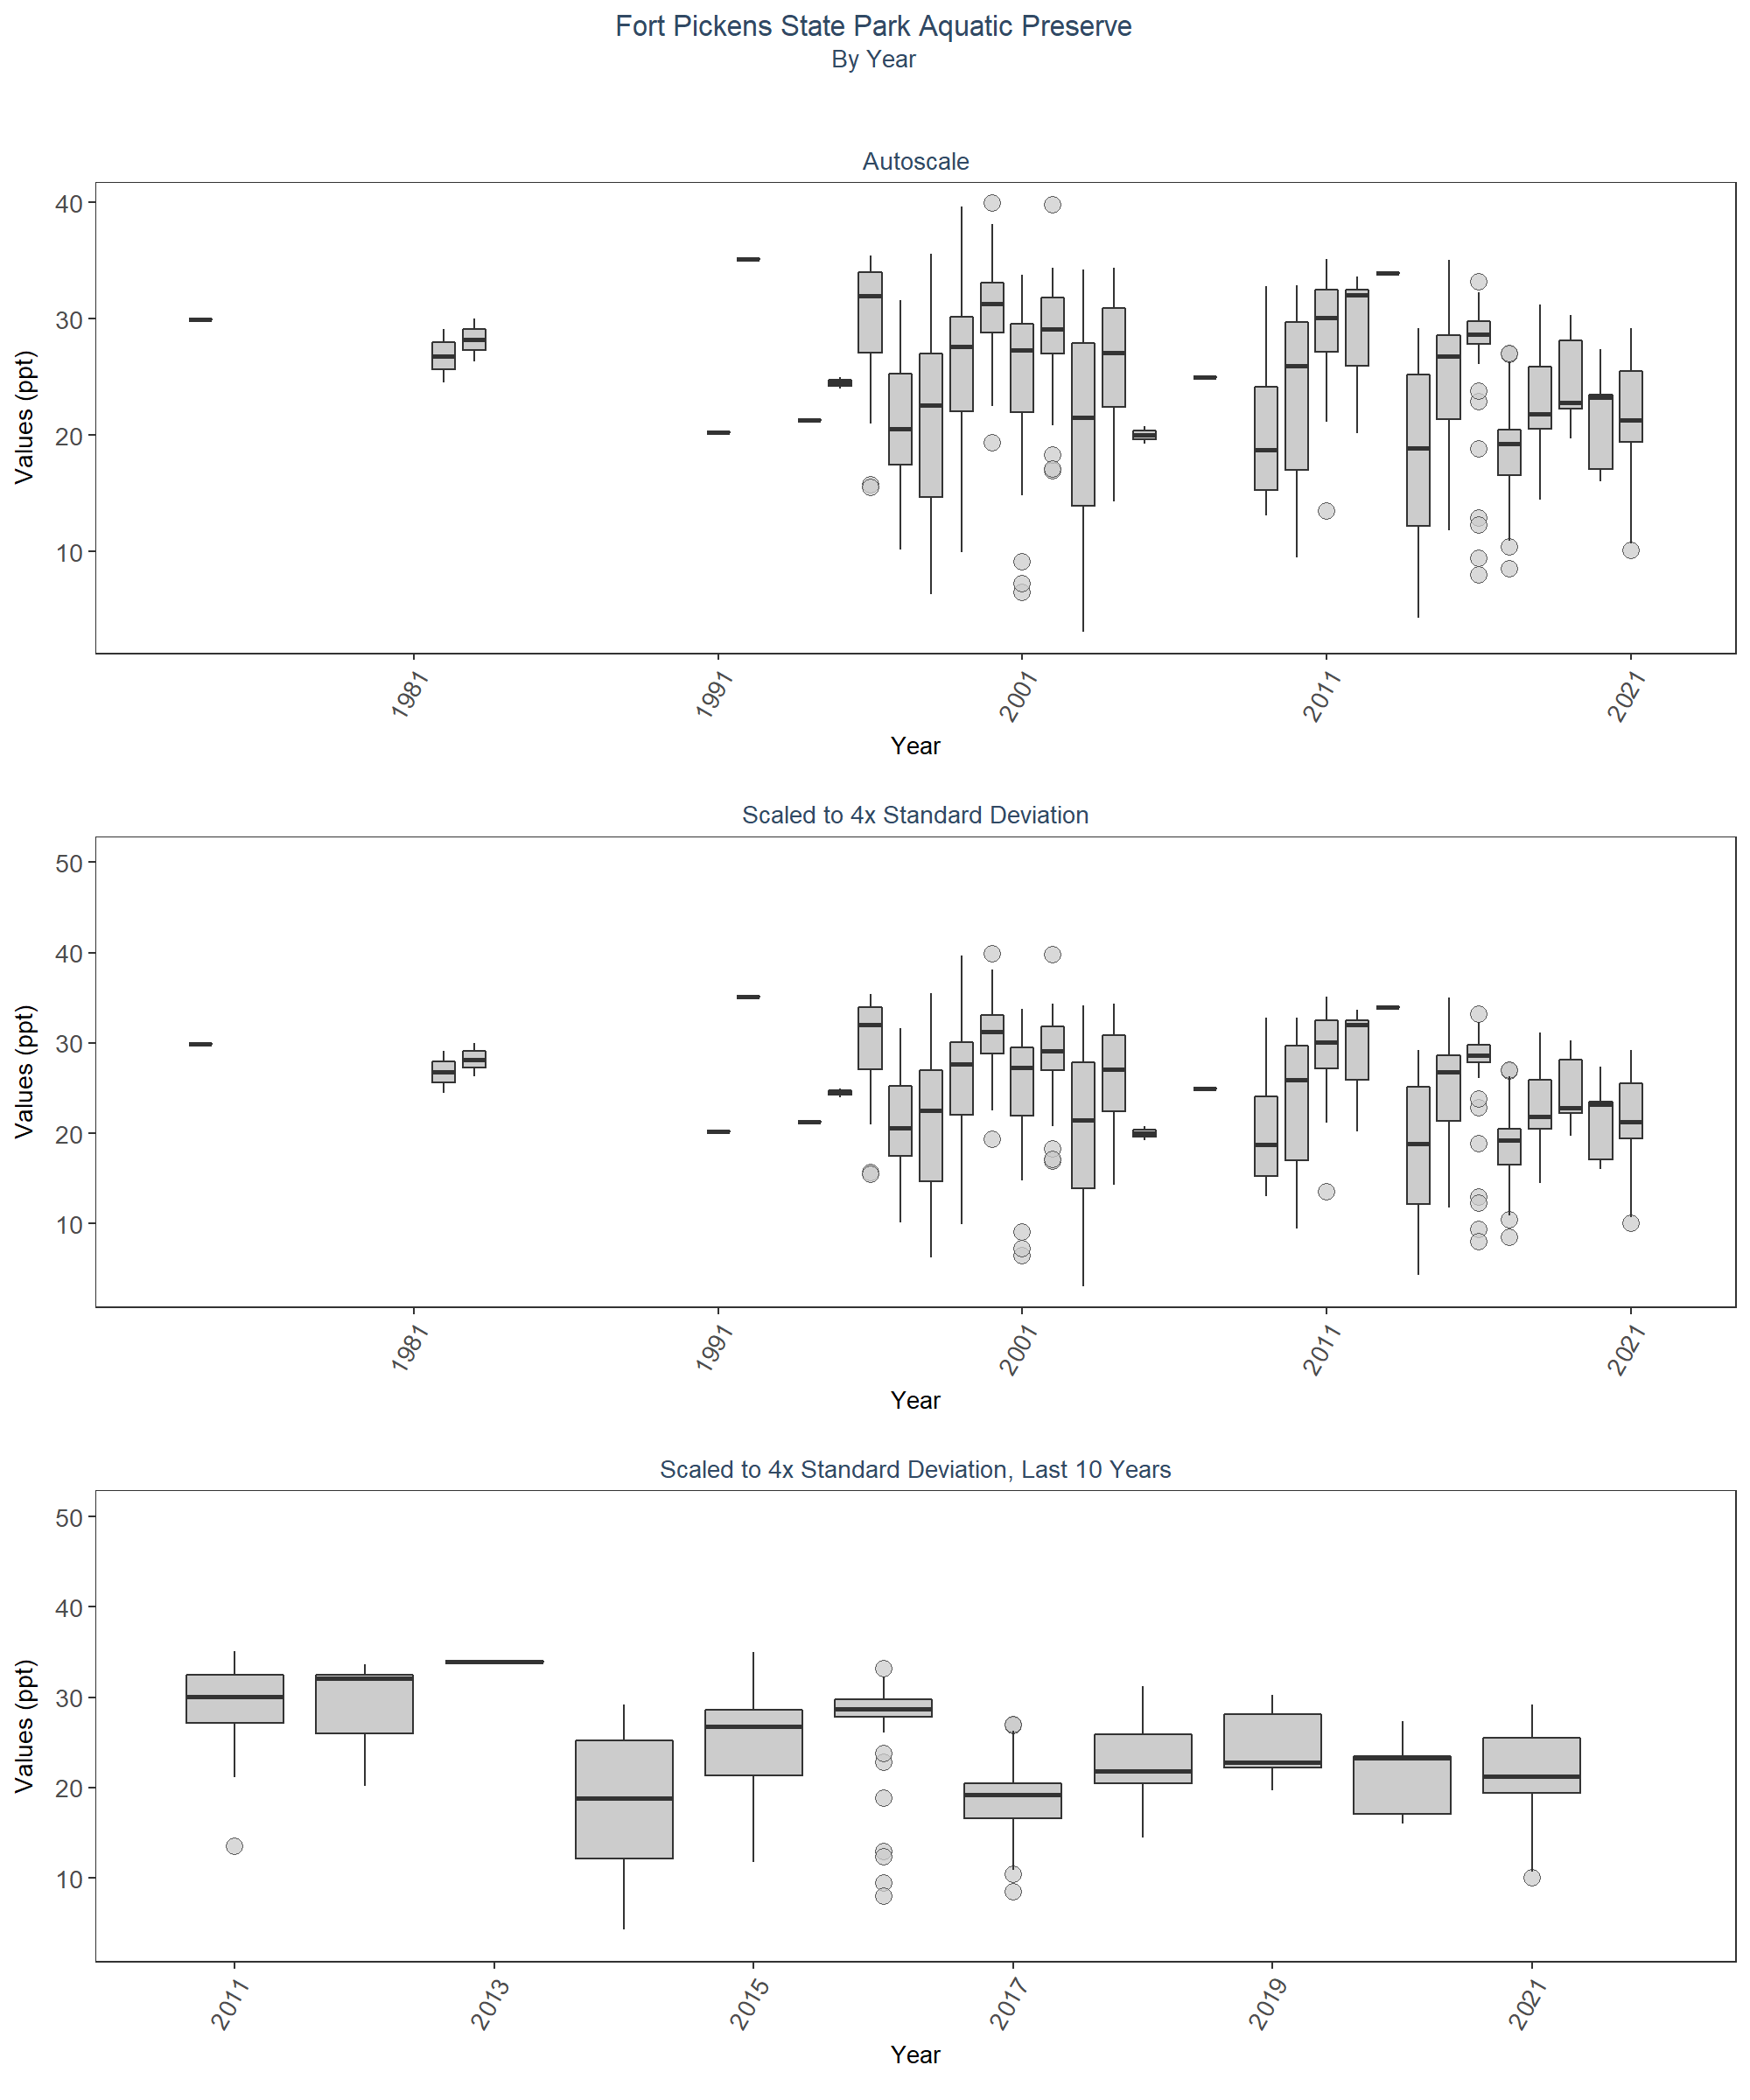 Fort Pickens State Park Aquatic Preserve
By Year
Autoscale
Values (ppt)
40
30
20
10
1981
1991
2001
2011
2021
Year
Scaled to 4x Standard Deviation
Values (ppt)
50
40
30
20
10
1981
1991
2001
2011
2021
Year
Scaled to 4x Standard Deviation, Last 10 Years
Values (ppt)
50
40
30
20
10
2011
2013
2015
2017
2019
2021
Year